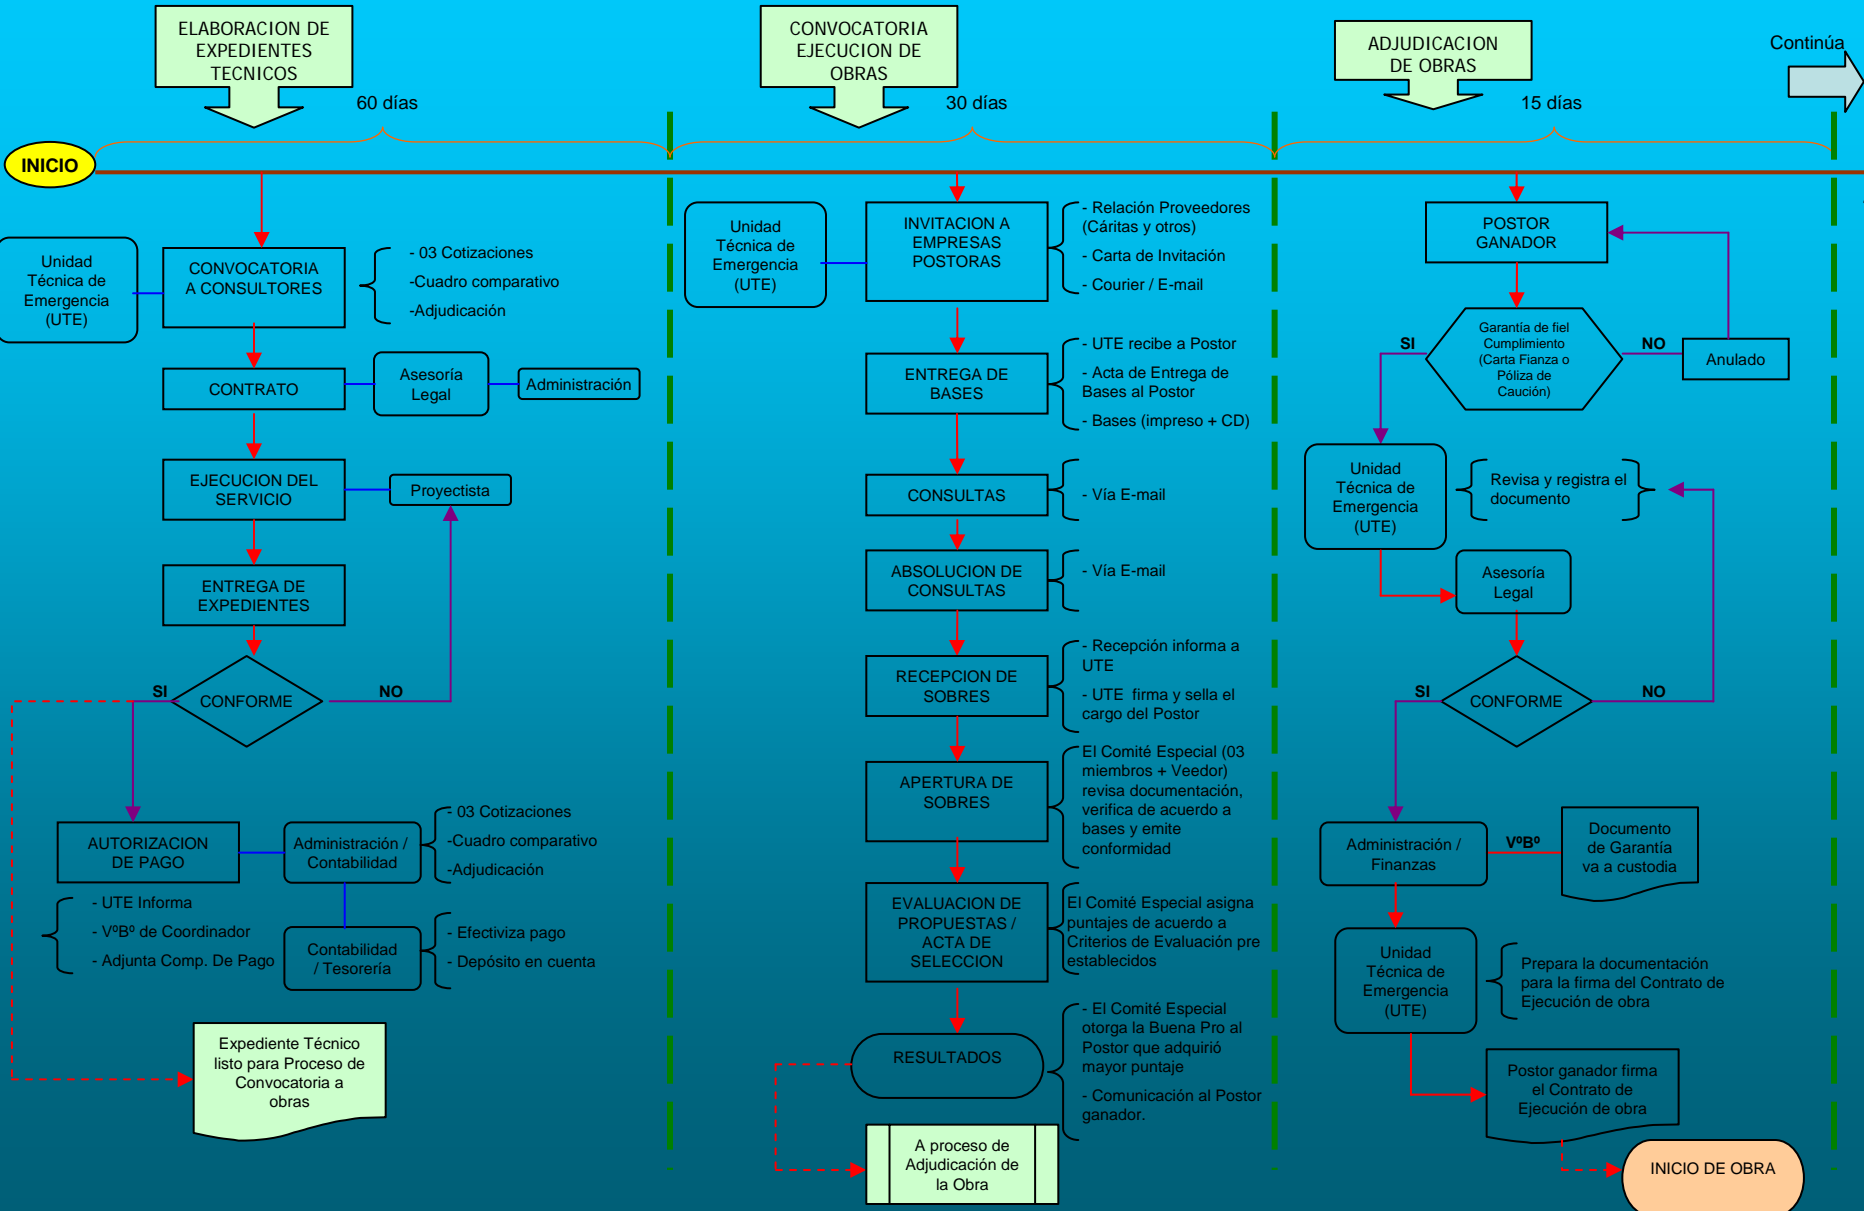 ELABORACION DE
EXPEDIENTES
TECNICOS
60 días
CONVOCATORIA
EJECUCION DE
OBRAS
30 días
ADJUDICACION
DE OBRAS
15 días
Continúa
INICIO
Unidad
Técnica de
Emergencia
(UTE)
CONVOCATORIA
A CONSULTORES
- 03 Cotizaciones
-Cuadro comparativo
-Adjudicación
CONTRATO
Asesoría
Legal
Administración
EJECUCION DEL
SERVICIO
Proyectista
ENTREGA DE
EXPEDIENTES
CONFORME
SI
NO
AUTORIZACION
DE PAGO
Administración /
Contabilidad
- 03 Cotizaciones
-Cuadro comparativo
-Adjudicación
- UTE Informa
- VºBº de Coordinador
- Adjunta Comp. De Pago
Contabilidad
/ Tesorería
- Efectiviza pago
- Depósito en cuenta
Expediente Técnico
listo para Proceso de
Convocatoria a
obras
Unidad
Técnica de
Emergencia
(UTE)
INVITACION A
EMPRESAS
POSTORAS
- Relación Proveedores
(Cáritas y otros)
- Carta de Invitación
- Courier / E-mail
ENTREGA DE
BASES
- UTE recibe a Postor
- Acta de Entrega de
Bases al Postor
- Bases (impreso + CD)
CONSULTAS
- Vía E-mail
ABSOLUCION DE
CONSULTAS
- Vía E-mail
RECEPCION DE
SOBRES
- Recepción informa a
UTE
- UTE  firma y sella el
cargo del Postor
APERTURA DE
SOBRES
El Comité Especial (03
miembros + Veedor)
revisa documentación,
verifica de acuerdo a
bases y emite
conformidad
EVALUACION DE
PROPUESTAS /
ACTA DE
SELECCION
El Comité Especial asigna
puntajes de acuerdo a
Criterios de Evaluación pre
establecidos
RESULTADOS
- El Comité Especial
otorga la Buena Pro al
Postor que adquirió
mayor puntaje
- Comunicación al Postor
ganador.
A proceso de
Adjudicación de
la Obra
POSTOR
GANADOR
Garantía de fiel
Cumplimiento
(Carta Fianza o
Póliza de
Caución)
SI
NO
Anulado
Unidad
Técnica de
Emergencia
(UTE)
Revisa y registra el
documento
Asesoría
Legal
CONFORME
SI
NO
Administración /
Finanzas
VºBº
Documento
de Garantía
va a custodia
Unidad
Técnica de
Emergencia
(UTE)
Prepara la documentación
para la firma del Contrato de
Ejecución de obra
Postor ganador firma
el Contrato de
Ejecución de obra
INICIO DE OBRA